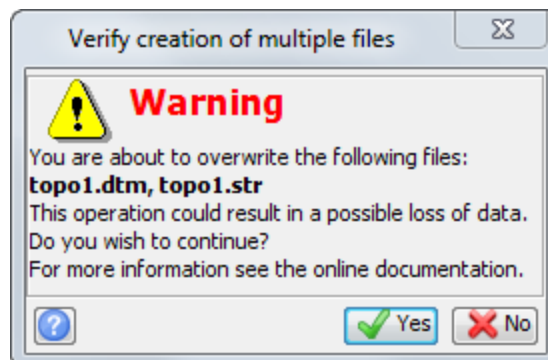 Verify creation of multiple files
Warning
You are about to overwrite the following files:
topo1.dtm, topo1.str
This operation could result in a possible loss of data.
Do you wish to continue?
For more information see the online documentation.
Yes No